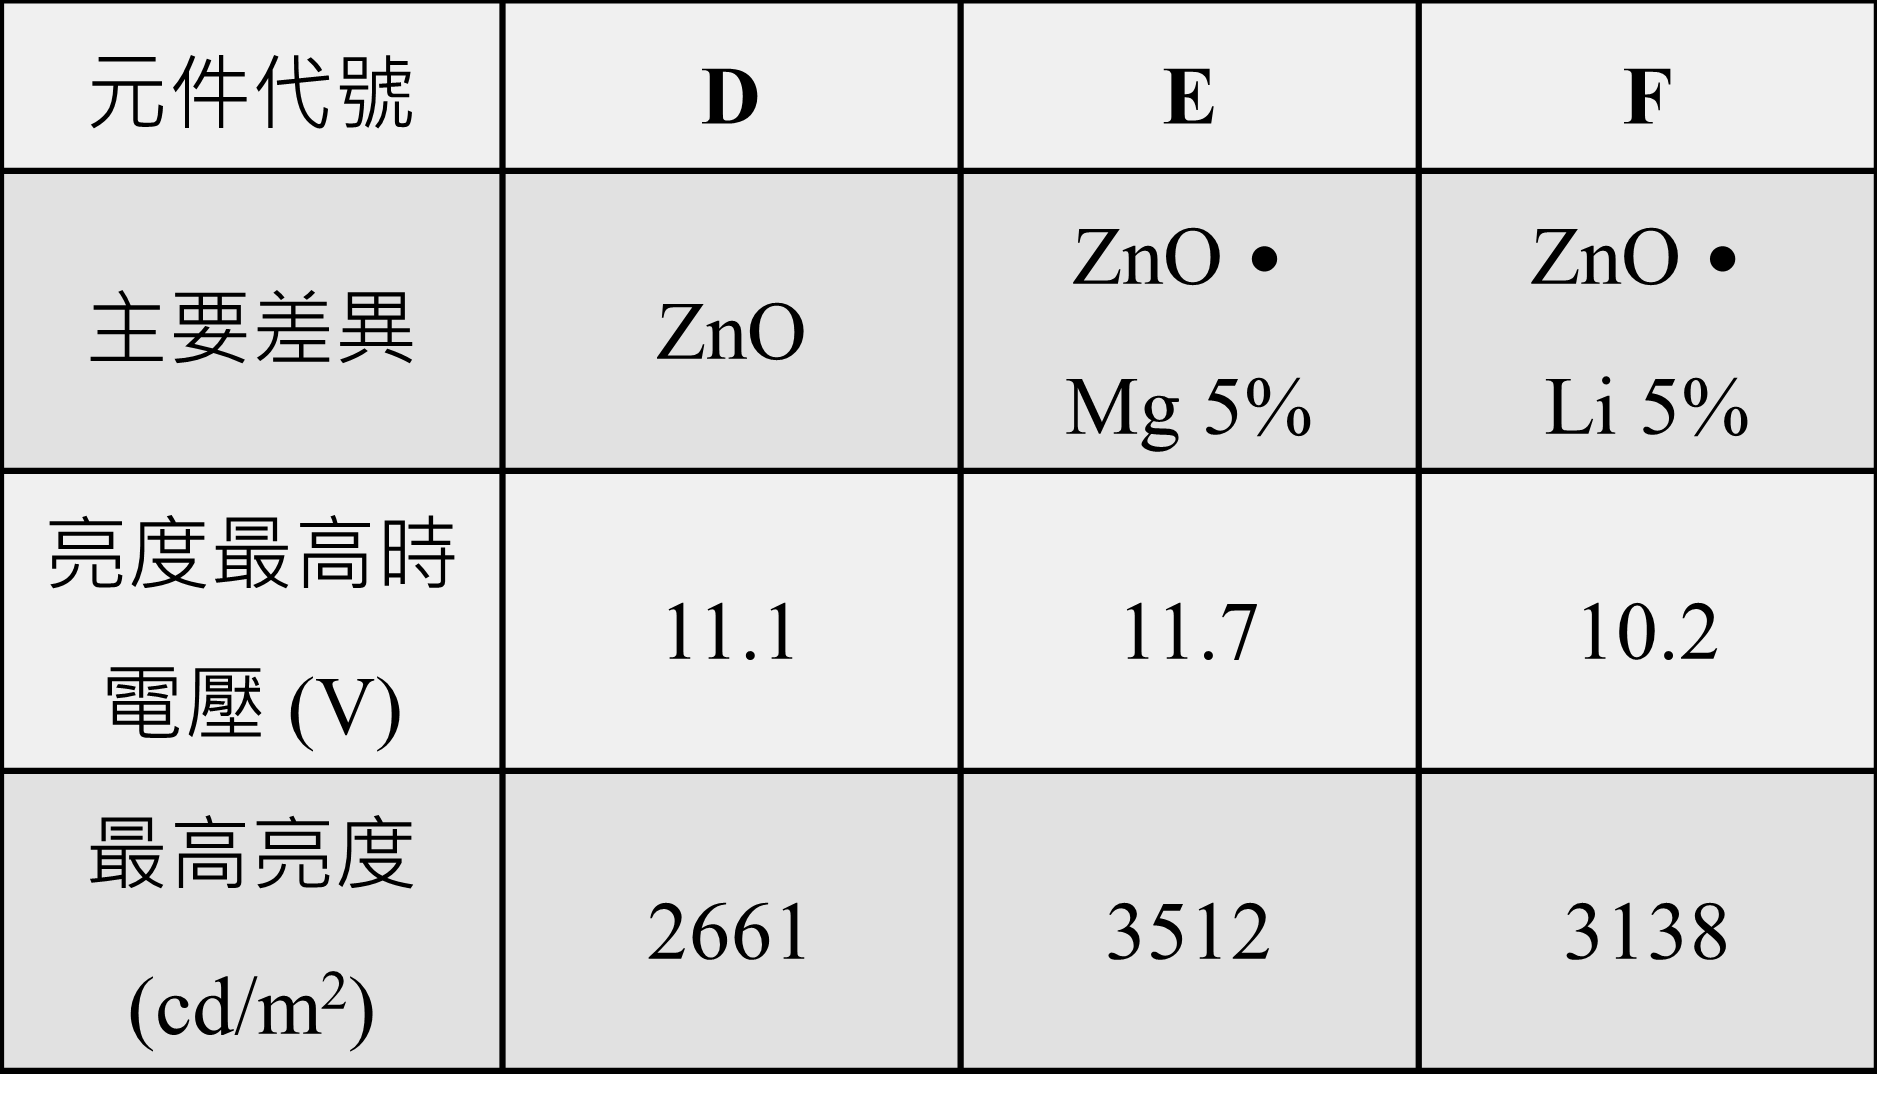 元件代號 D E F
主要差異 ZnO ZnO • Mg 5% ZnO • Li 5%
亮度最高時電壓 (V) 11.1 11.7 10.2
最高亮度 (cd/m²) 2661 3512 3138